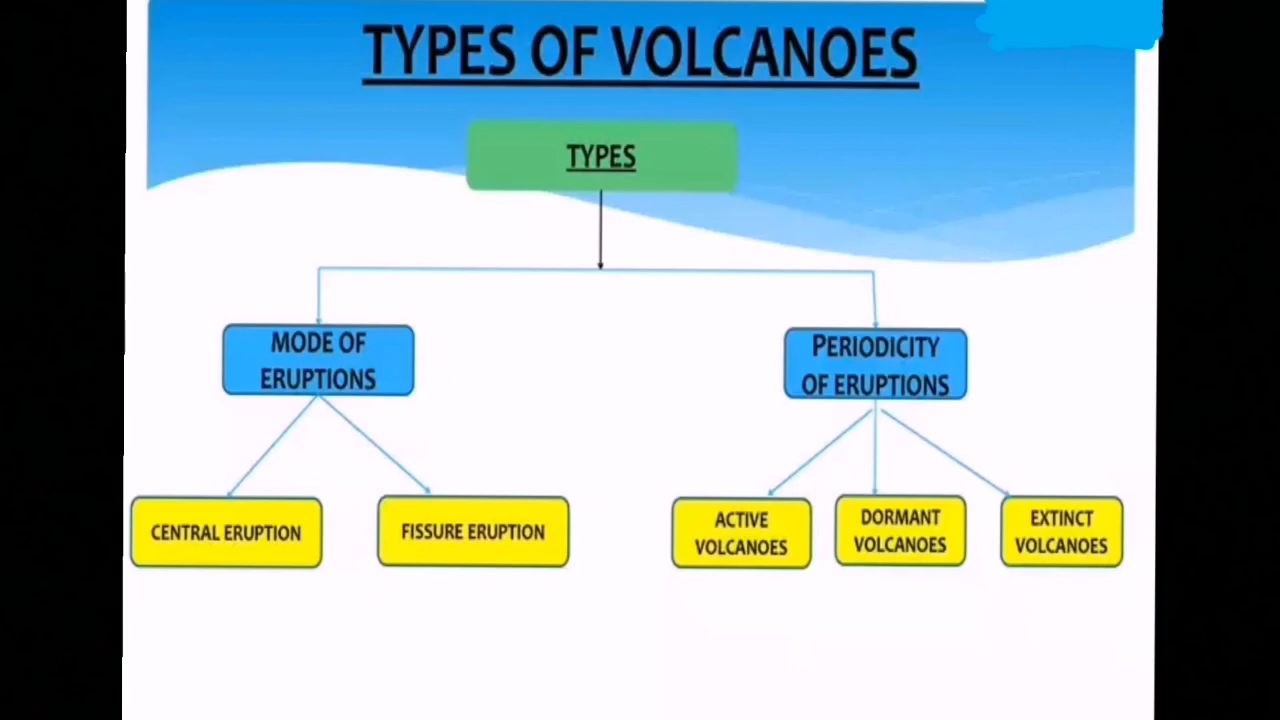 TYPES OF VOLCANOES
TYPES
MODE OF
ERUPTIONS
PERIODICITY
OF ERUPTIONS
CENTRAL ERUPTION
FISSURE ERUPTION
ACTIVE
VOLCANOES
DORMANT
VOLCANOES
EXTINCT
VOLCANOES